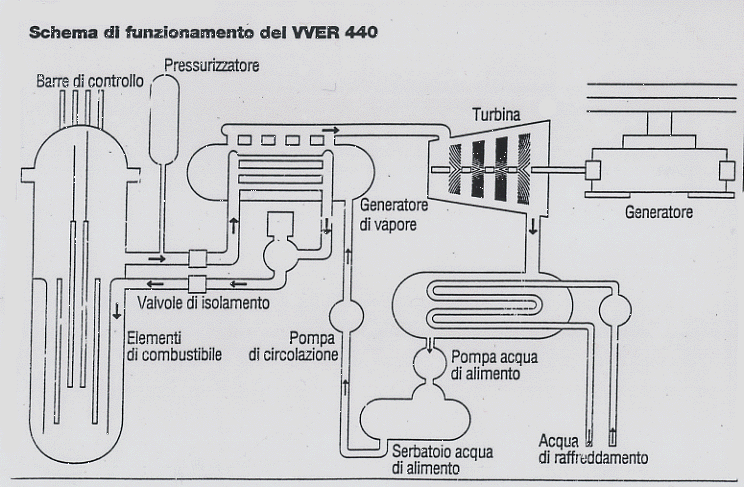 Schema di funzionamento del VVER 440
Pressurizzatore
Barre di controllo
Turbina
Generatore
di vapore
Generatore
Valvole di isolamento
Elementi
di combustibile
Pompa
di circolazione
Pompa acqua
di alimento
Serbatoio acqua
di alimento
Acqua
di raffreddamento